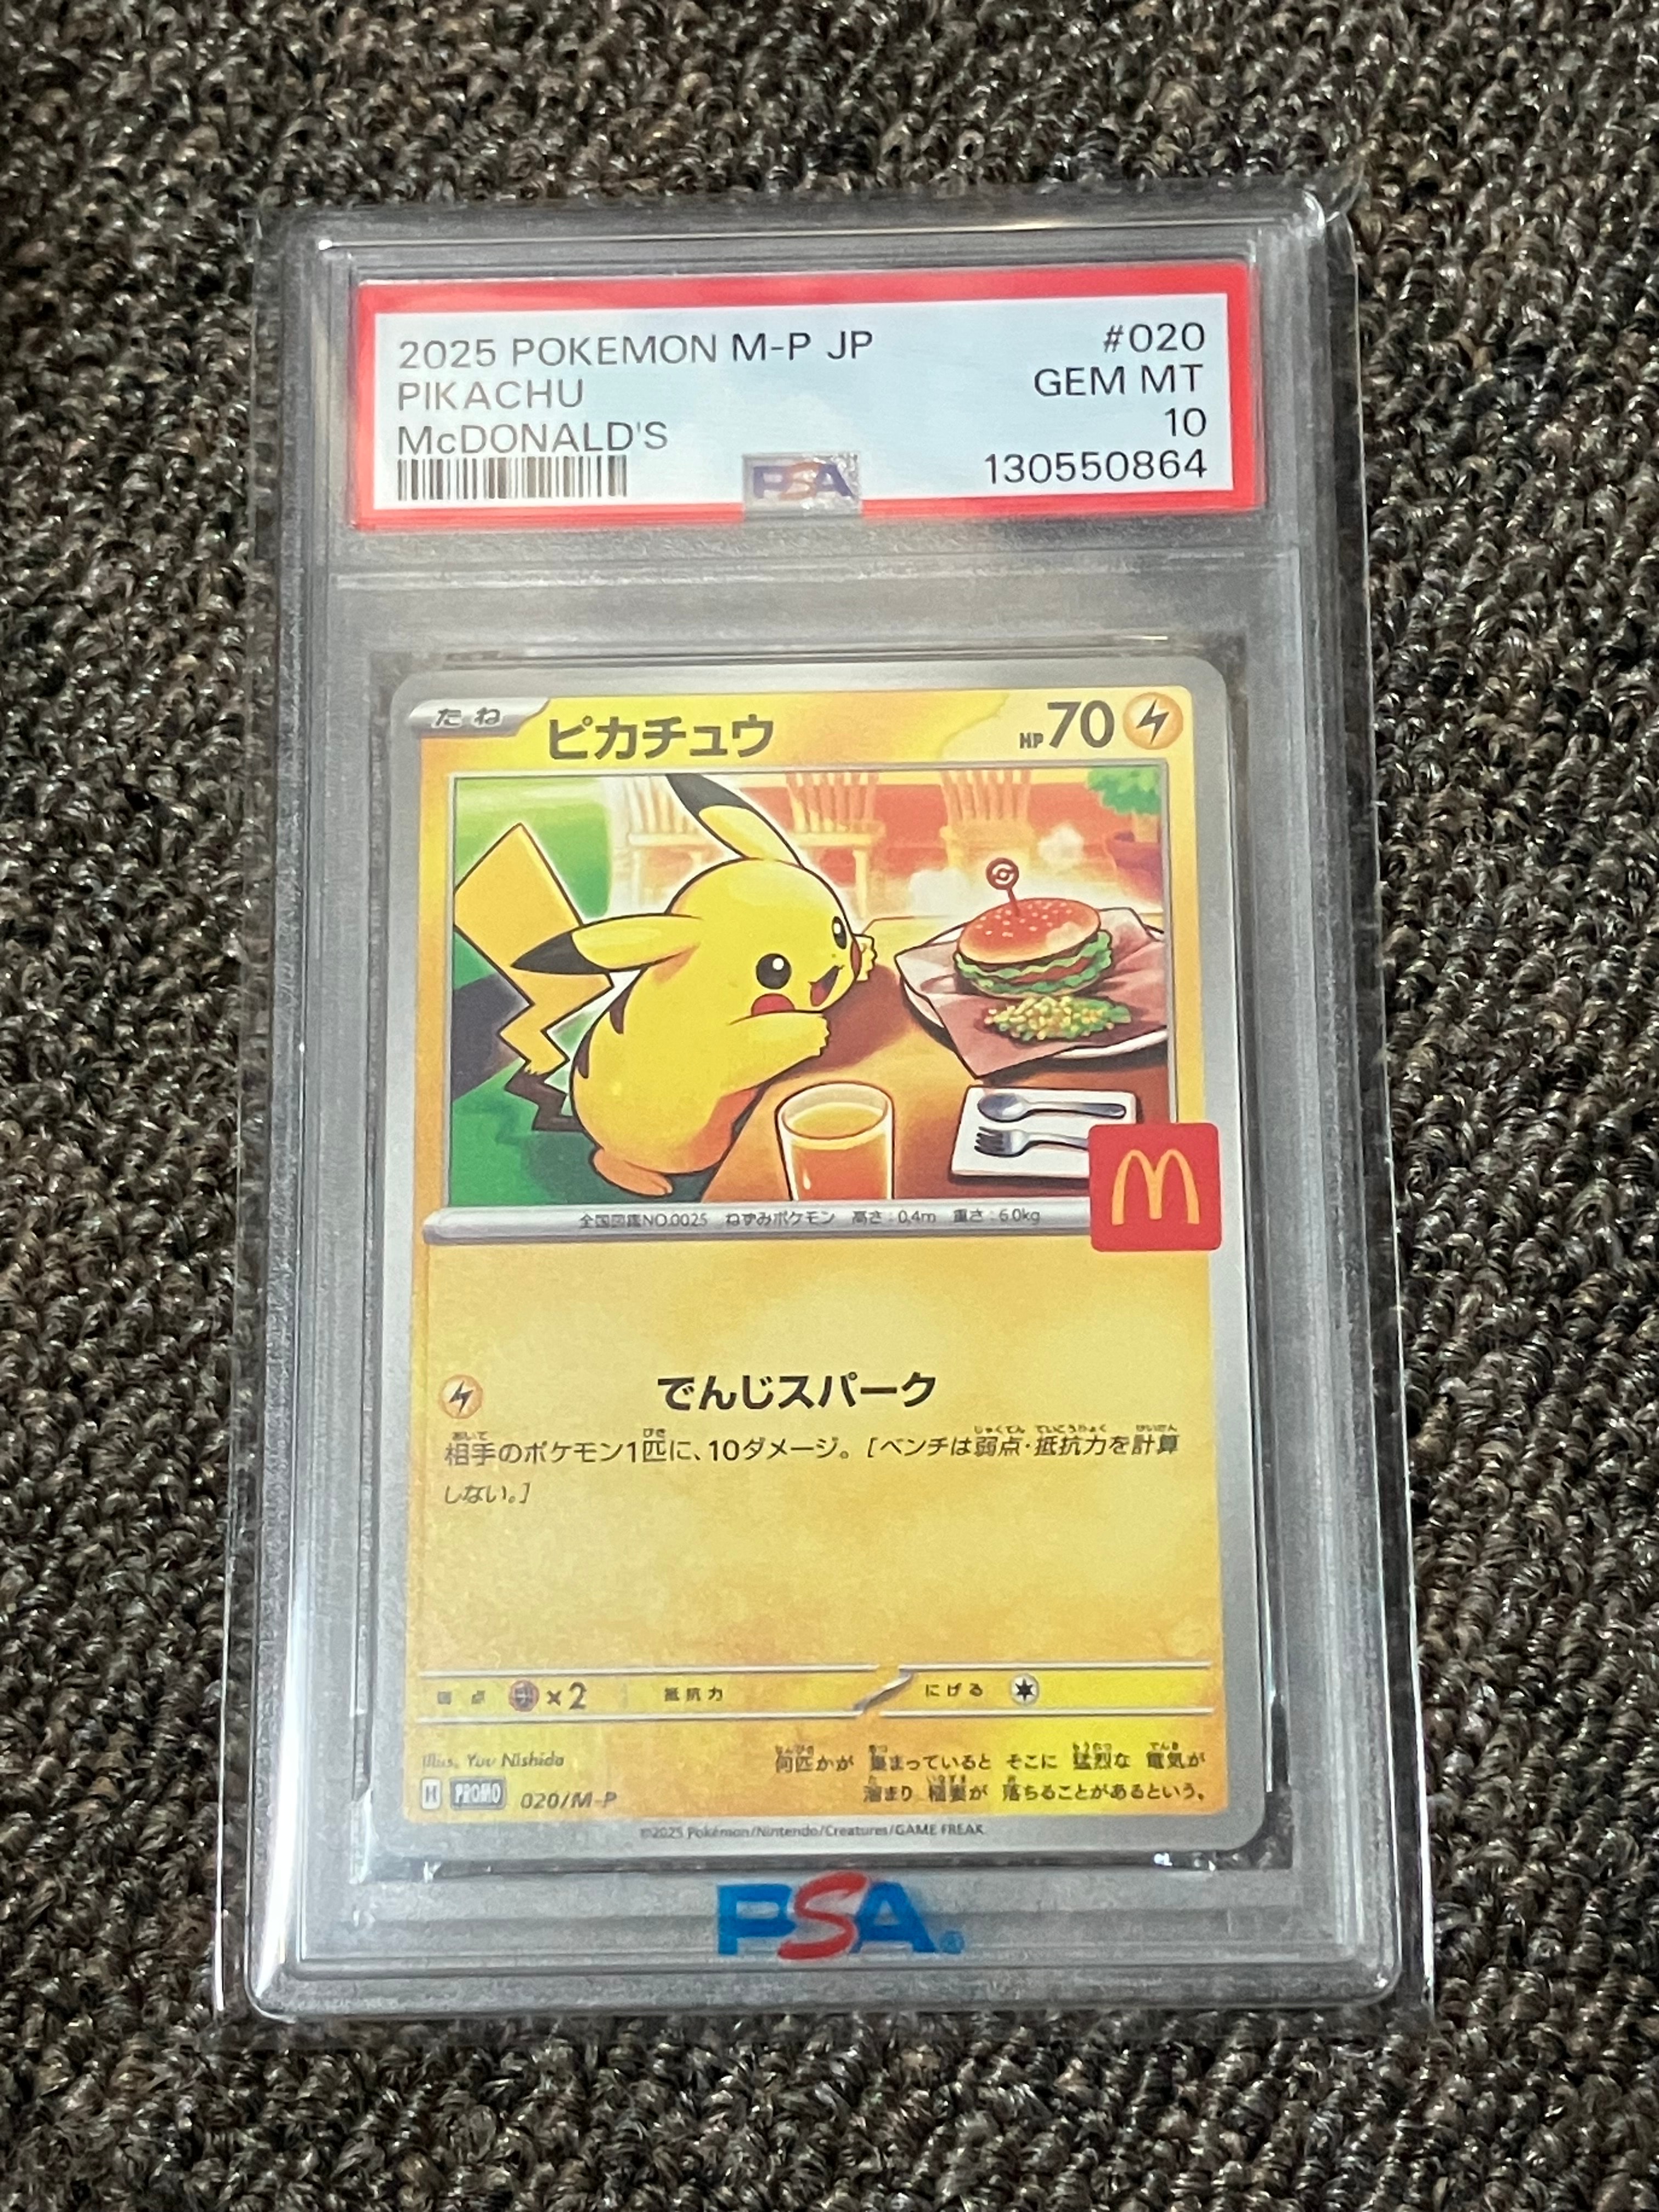 2025 POKEMON M-P JP #020
PIKACHU GEM MT
McDONALD'S 10
PSA 130550864
たね ピカチュウ HP70
全国図鑑NO.0025 ねずみポケモン 高さ:0.4m 重さ:6.0kg
でんじスパーク
相手のポケモン1匹に、10ダメージ。[ベンチは弱点・抵抗力を計算
しない。]
×2 抵抗力 にげる
Illus. Yuu Nishida
何匹かが 集まっていると そこに 猛烈な 電気が
溜まり 稲妻が 落ちることがあるという。
PROMO 020/M-P
©2025 Pokémon/Nintendo/Creatures/GAME FREAK
PSA®